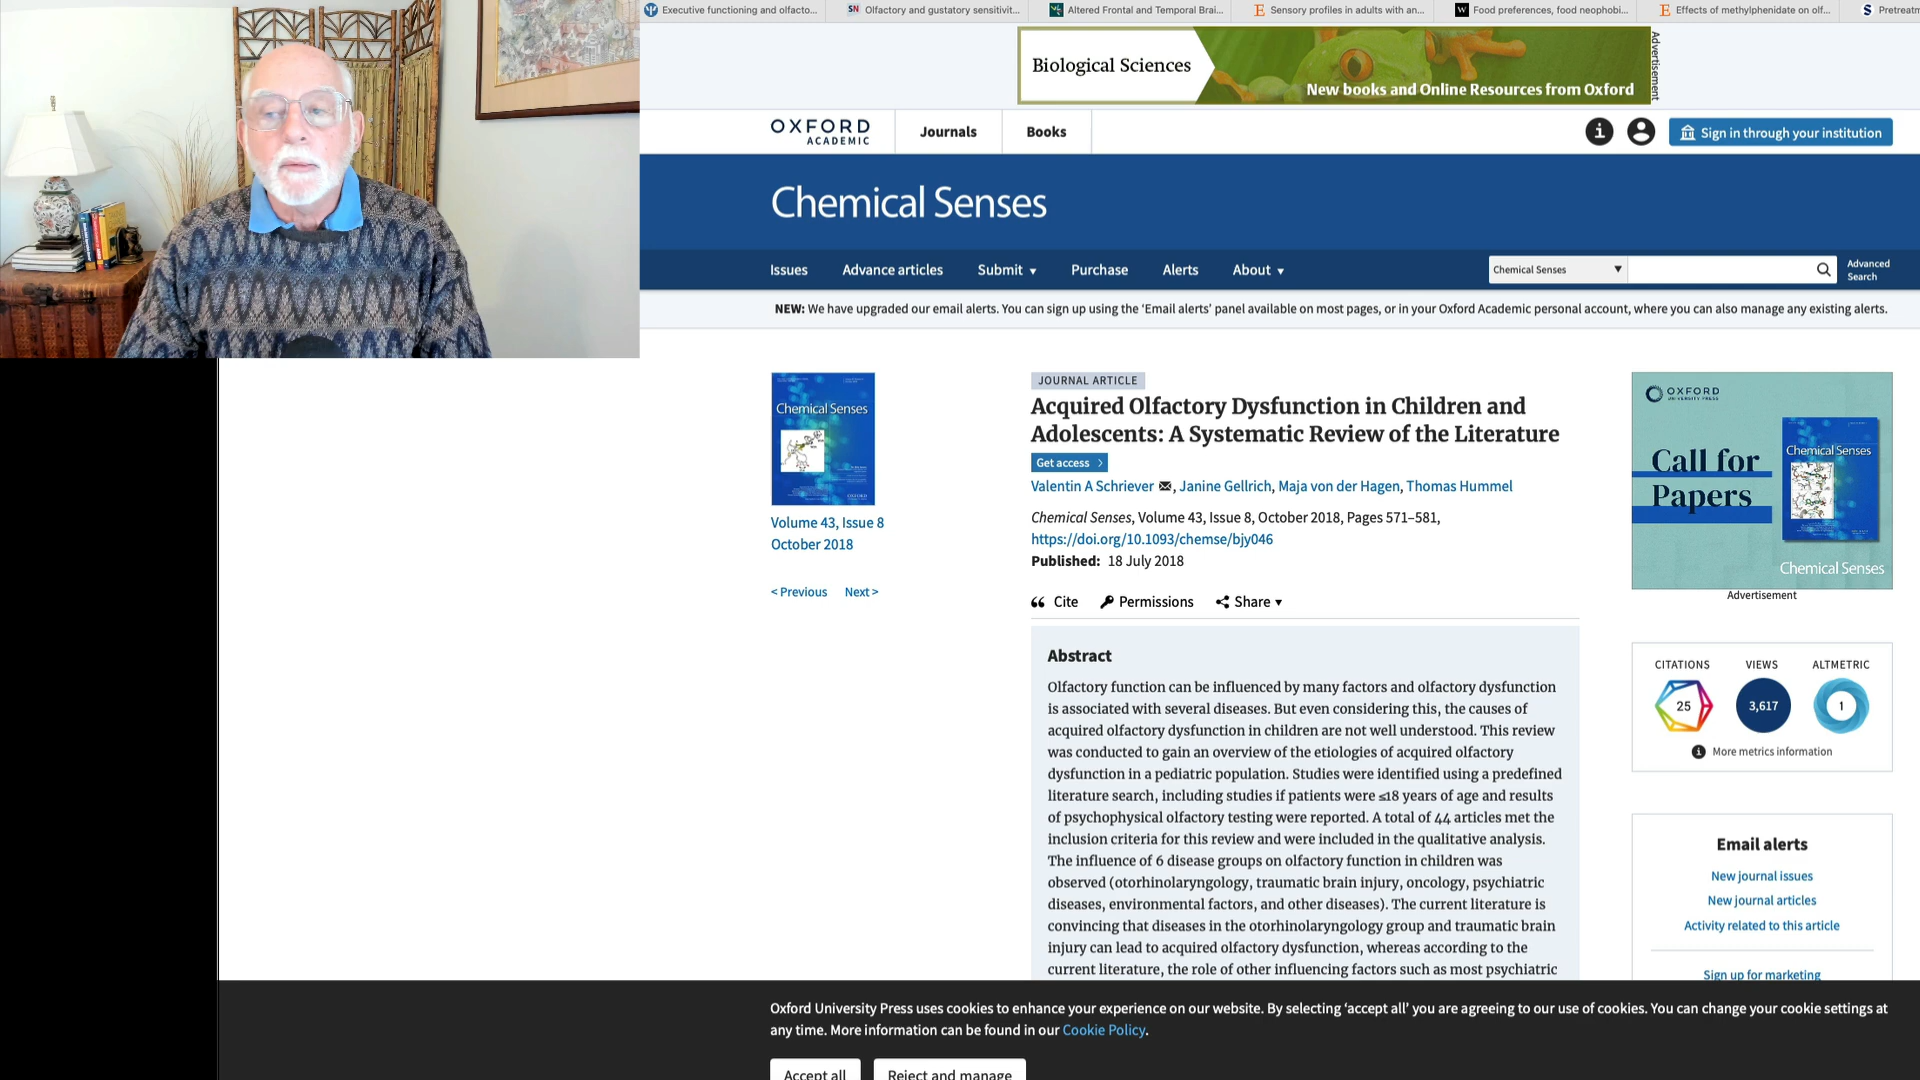 Executive functioning and olfacto...
Olfactory and gustatory sensitivit...
Altered Frontal and Temporal Brai...
Sensory profiles in adults with an...
Food preferences, food neophobi...
Effects of methylphenidate on olf...
Pretreatm
Biological Sciences
New books and Online Resources from Oxford
Advertisement
OXFORD
ACADEMIC
Journals
Books
Sign in through your institution
Chemical Senses
Issues
Advance articles
Submit
Purchase
Alerts
About
Chemical Senses
Advanced
Search
NEW: We have upgraded our email alerts. You can sign up using the ‘Email alerts’ panel available on most pages, or in your Oxford Academic personal account, where you can also manage any existing alerts.
Chemical Senses
Volume 43, Issue 8
October 2018
< Previous
Next >
JOURNAL ARTICLE
Acquired Olfactory Dysfunction in Children and
Adolescents: A Systematic Review of the Literature
Get access
Valentin A Schriever, Janine Gellrich, Maja von der Hagen, Thomas Hummel
Chemical Senses, Volume 43, Issue 8, October 2018, Pages 571–581,
https://doi.org/10.1093/chemse/bjy046
Published: 18 July 2018
Cite
Permissions
Share
Abstract
Olfactory function can be influenced by many factors and olfactory dysfunction
is associated with several diseases. But even considering this, the causes of
acquired olfactory dysfunction in children are not well understood. This review
was conducted to gain an overview of the etiologies of acquired olfactory
dysfunction in a pediatric population. Studies were identified using a predefined
literature search, including studies if patients were ≤18 years of age and results
of psychophysical olfactory testing were reported. A total of 44 articles met the
inclusion criteria for this review and were included in the qualitative analysis.
The influence of 6 disease groups on olfactory function in children was
observed (otorhinolaryngology, traumatic brain injury, oncology, psychiatric
diseases, environmental factors, and other diseases). The current literature is
convincing that diseases in the otorhinolaryngology group and traumatic brain
injury can lead to acquired olfactory dysfunction, whereas according to the
current literature, the role of other influencing factors such as most psychiatric
OXFORD
UNIVERSITY PRESS
Call for
Papers
Chemical Senses
Chemical Senses
Advertisement
CITATIONS
VIEWS
ALTMETRIC
25
3,617
1
More metrics information
Email alerts
New journal issues
New journal articles
Activity related to this article
Sign up for marketing
Oxford University Press uses cookies to enhance your experience on our website. By selecting ‘accept all’ you are agreeing to our use of cookies. You can change your cookie settings at
any time. More information can be found in our Cookie Policy.
Accept all
Reject and manage